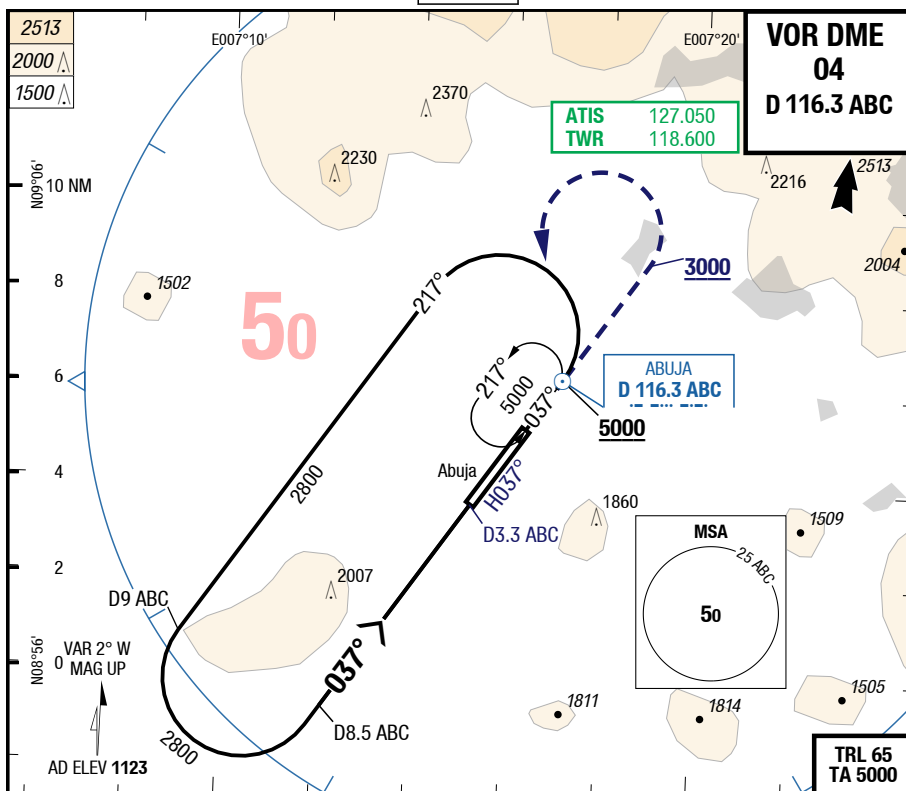 2513
2000
1500
E007°10'
E007°20'
VOR DME
04
D 116.3 ABC
2370
ATIS 127.050
TWR 118.600
2230
2216
2513
N09°06'
10 NM
217°
3000
2004
8
1502
50
6
217°
5000
037°
ABUJA
D 116.3 ABC
5000
4
Abuja
H037°
2800
D3.3 ABC
1860
MSA
25 ABC
50
1509
2
2007
D9 ABC
VAR 2° W
MAG UP
N08°56'
0
037°
1811
1814
1505
D8.5 ABC
2800
AD ELEV 1123
TRL 65
TA 5000